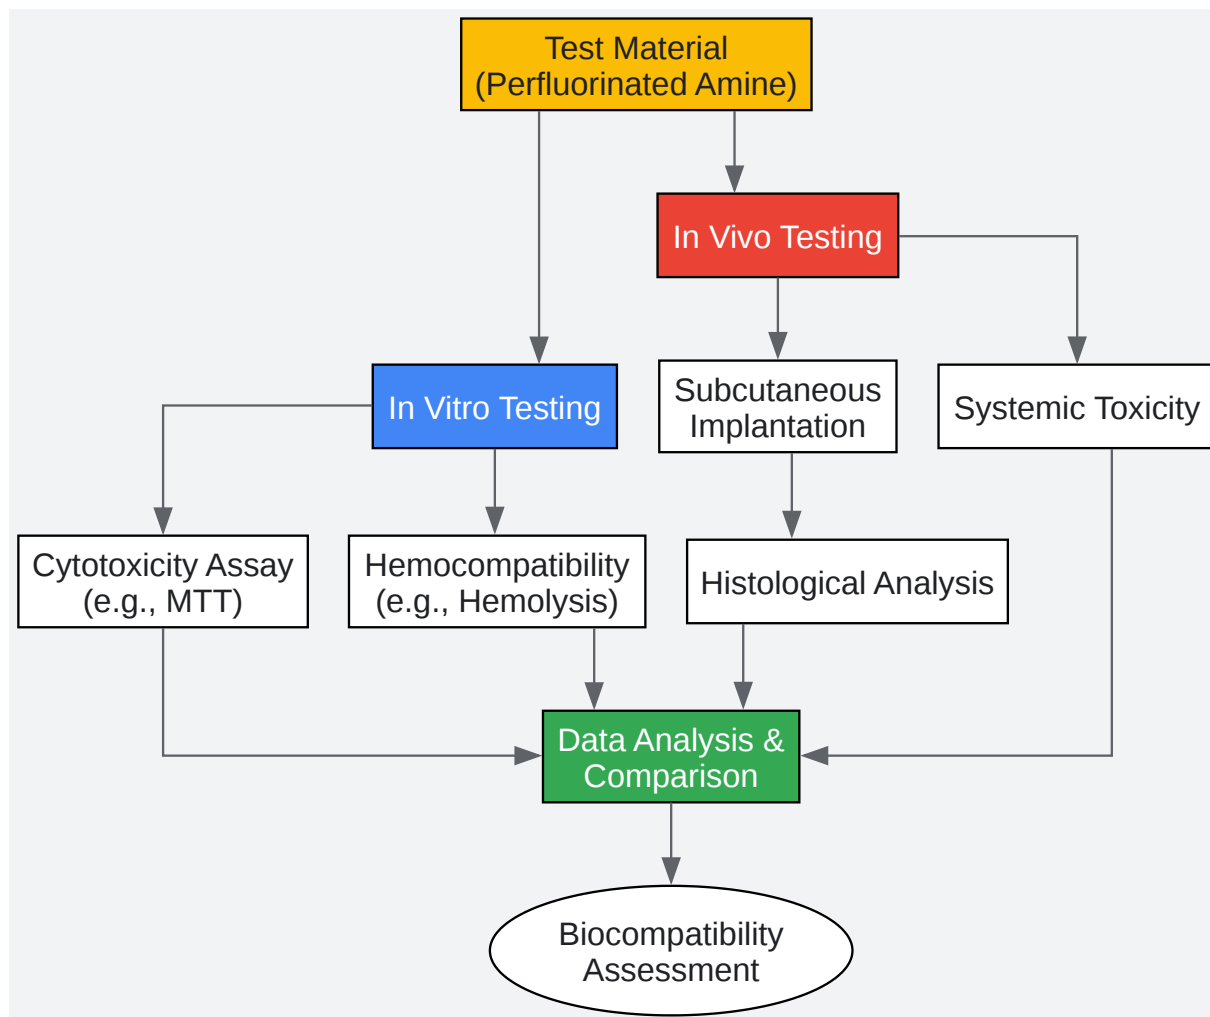 Test Material
(Perfluorinated Amine)
In Vivo Testing
In Vitro Testing
Subcutaneous
Implantation
Systemic Toxicity
Cytotoxicity Assay
(e.g., MTT)
Hemocompatibility
(e.g., Hemolysis)
Histological Analysis
Data Analysis &
Comparison
Biocompatibility
Assessment